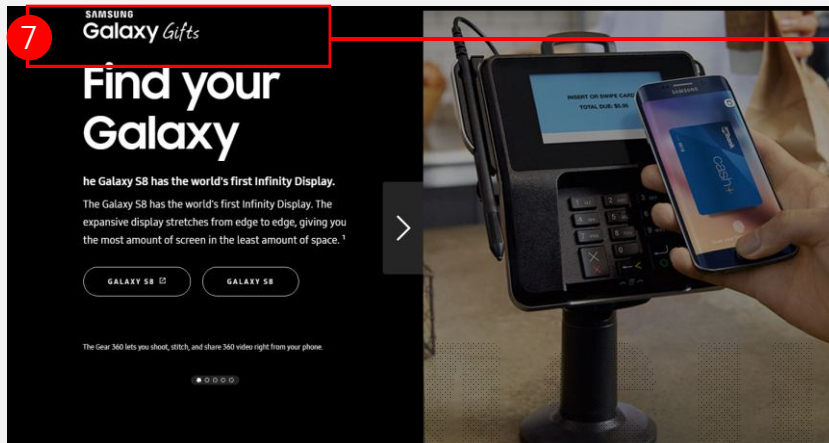 7
SAMSUNG
Galaxy Gifts
Find your
Galaxy
he Galaxy S8 has the world's first Infinity Display.
The Galaxy S8 has the world's first Infinity Display. The
expansive display stretches from edge to edge, giving you
the most amount of screen in the least amount of space. ¹
GALAXY S8
GALAXY S8
The Gear 360 lets you shoot, stitch, and share 360 video right from your phone.
INSERT OR SWIPE CARD
TOTAL DUE: $5.95
SAMSUNG
cash+